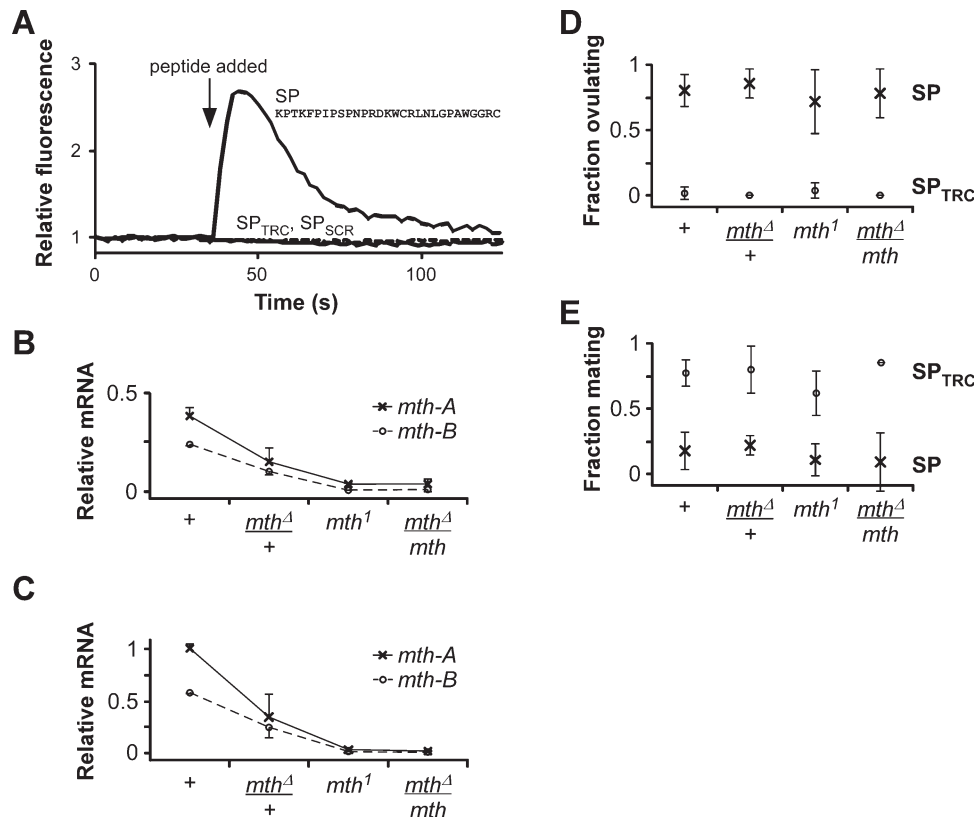 A
Relative fluorescence
3
2
1
peptide added
SP
KPTKFPIPSPNPRDKWCRLNLGPAWGGRC
SPTRC, SPSCR
0
50
100
Time (s)
B
Relative mRNA
0.5
0
mth-A
mth-B
+
mthΔ
+
mth1
mthΔ
mth
C
Relative mRNA
1
0.5
0
mth-A
mth-B
+
mthΔ
+
mth1
mthΔ
mth
D
Fraction ovulating
1
0.5
0
SP
SPTRC
+
mthΔ
+
mth1
mthΔ
mth
E
Fraction mating
1
0.5
0
SPTRC
SP
+
mthΔ
+
mth1
mthΔ
mth